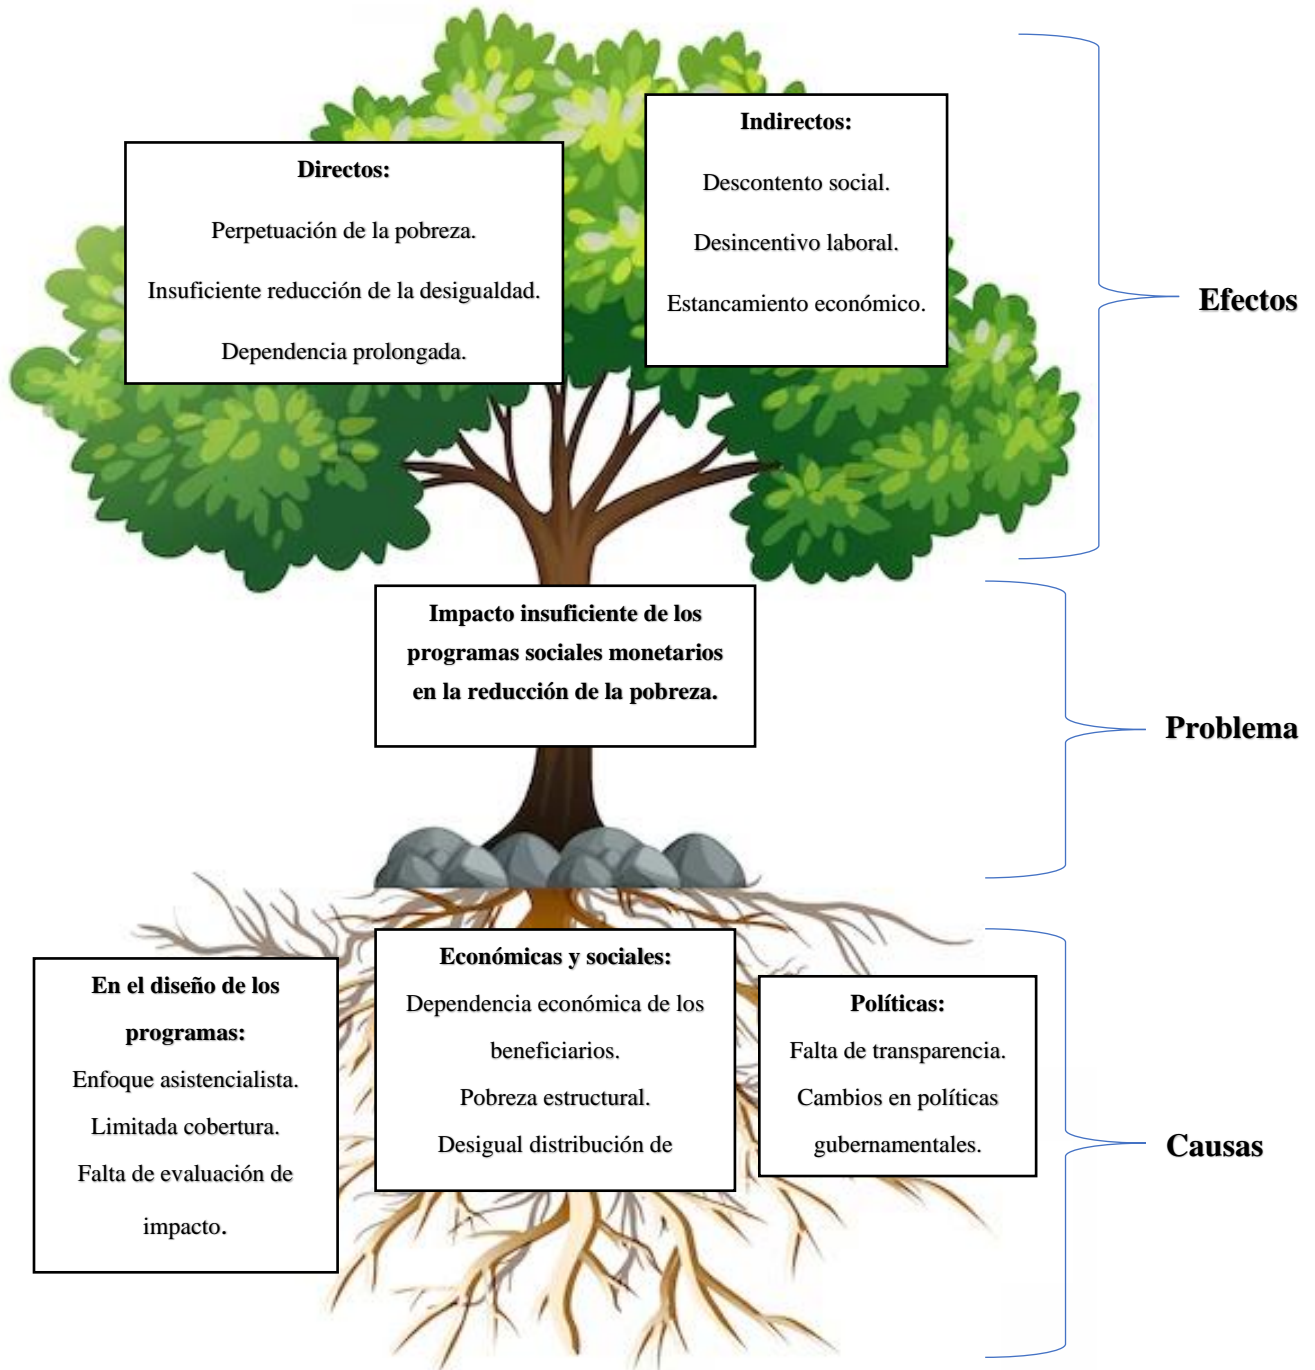 Directos:
Perpetuación de la pobreza.
Insuficiente reducción de la desigualdad.
Dependencia prolongada.
Indirectos:
Descontento social.
Desincentivo laboral.
Estancamiento económico.
Efectos
Impacto insuficiente de los
programas sociales monetarios
en la reducción de la pobreza.
Problema
En el diseño de los
programas:
Enfoque asistencialista.
Limitada cobertura.
Falta de evaluación de
impacto.
Económicas y sociales:
Dependencia económica de los
beneficiarios.
Pobreza estructural.
Desigual distribución de
Políticas:
Falta de transparencia.
Cambios en políticas
gubernamentales.
Causas